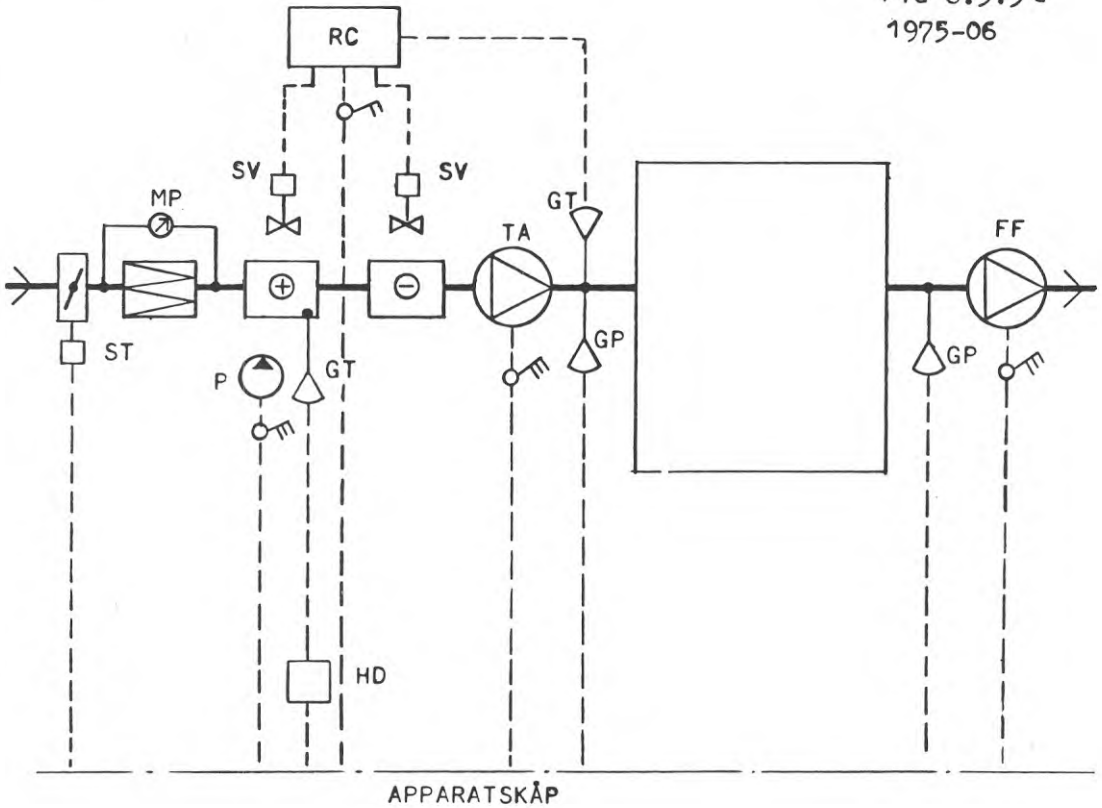 1975-06
RC
SV
SV
MP
GT
TA
FF
ST
P
GT
GP
GP
HD
APPARATSKÅP